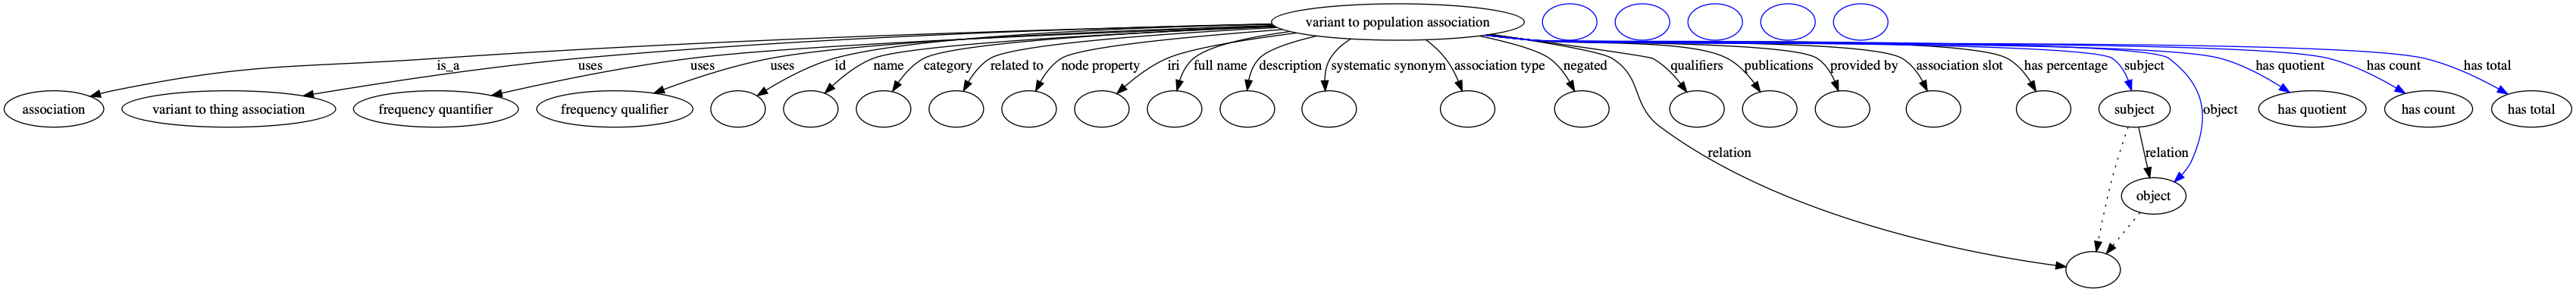 variant to population association
is_a
uses
uses
uses
id
name
category
related to
node property
iri
full name
description
systematic synonym
association type
negated
qualifiers
publications
provided by
association slot
has percentage
subject
has quotient
has count
has total
association
variant to thing association
frequency quantifier
frequency qualifier
subject
object
has quotient
has count
has total
relation
relation
object